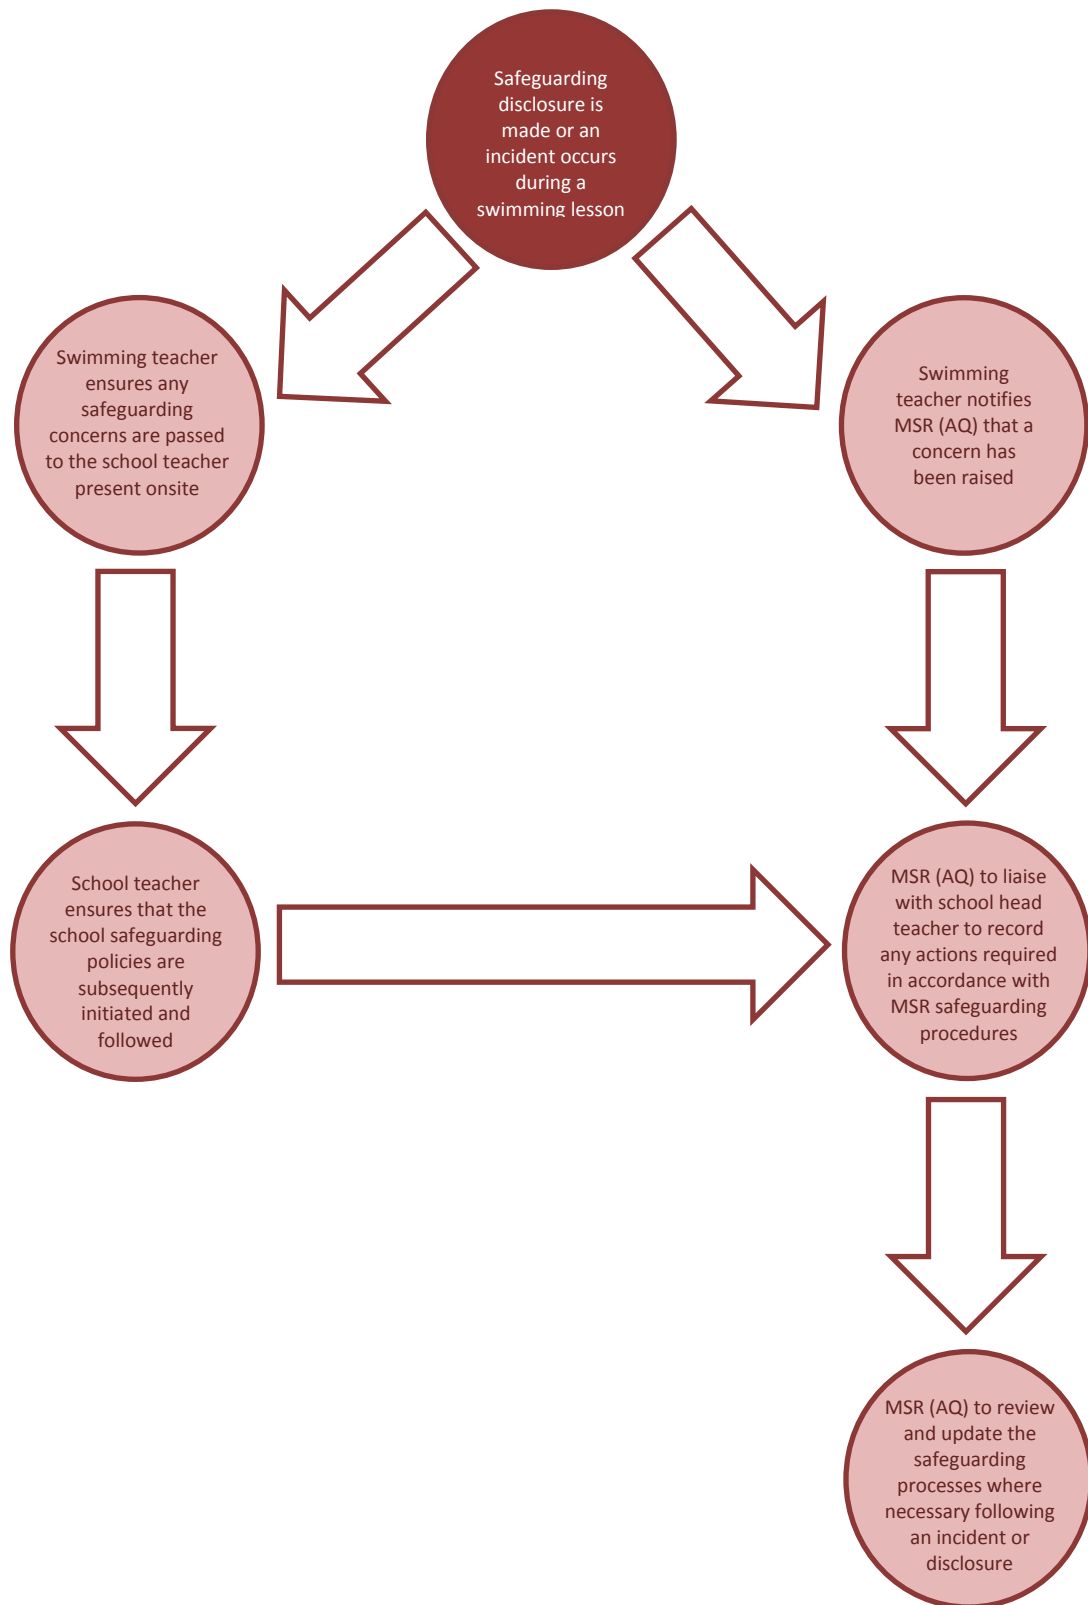 Safeguarding
disclosure is
made or an
incident occurs
during a
swimming lesson
Swimming teacher
ensures any
safeguarding
concerns are passed
to the school teacher
present onsite
Swimming
teacher notifies
MSR (AQ) that a
concern has
been raised
School teacher
ensures that the
school safeguarding
policies are
subsequently
initiated and
followed
MSR (AQ) to liaise
with school head
teacher to record
any actions required
in accordance with
MSR safeguarding
procedures
MSR (AQ) to review
and update the
safeguarding
processes where
necessary following
an incident or
disclosure